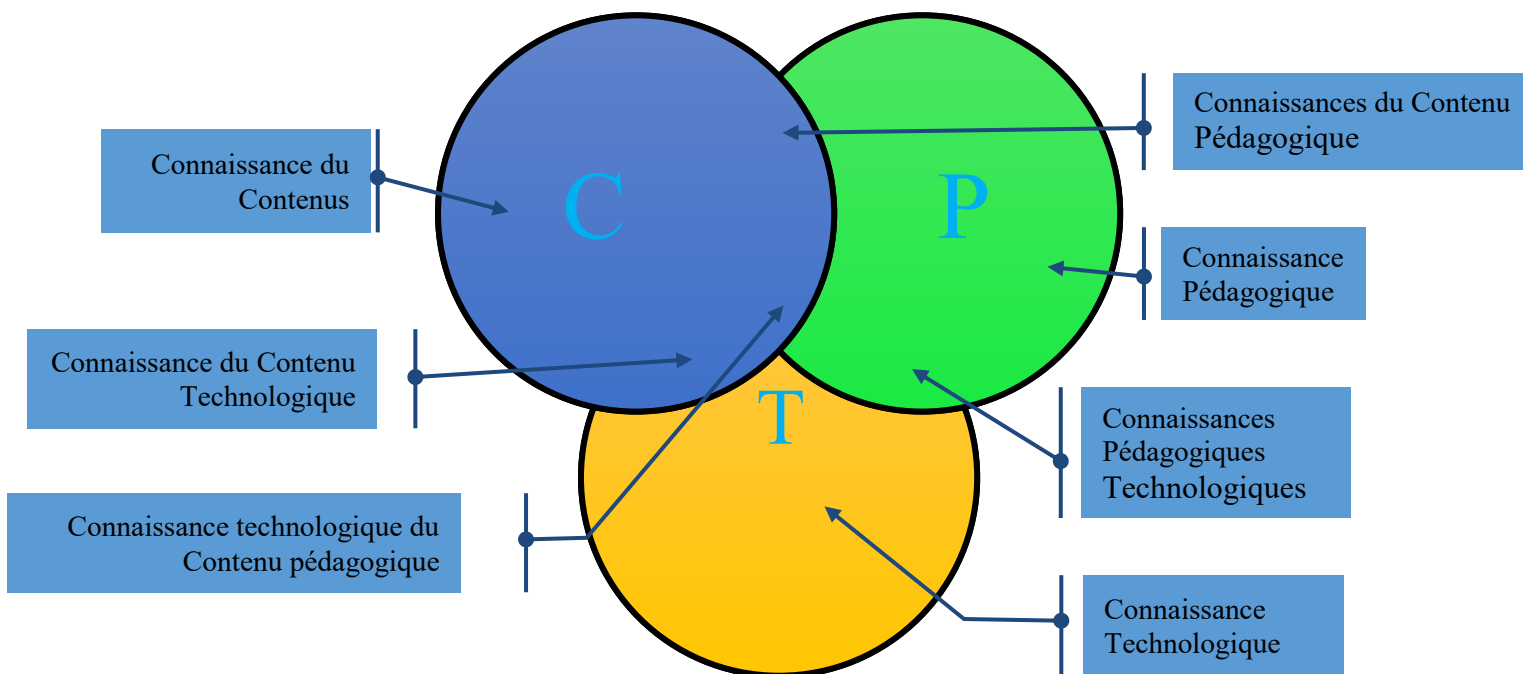 Connaissances du Contenu
Pédagogique
Connaissance du
Contenus
C
P
Connaissance
Pédagogique
Connaissance du Contenu
Technologique
T
Connaissances
Pédagogiques
Technologiques
Connaissance technologique du
Contenu pédagogique
Connaissance
Technologique